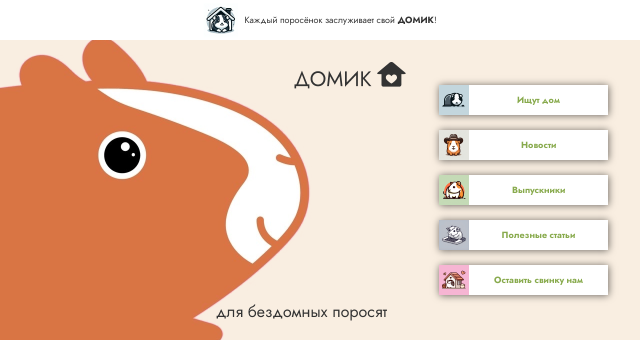 Каждый поросёнок заслуживает свой ДОМИК!
ДОМИК
Ищут дом
Новости
Выпускники
Полезные статьи
Оставить свинку нам
для бездомных поросят